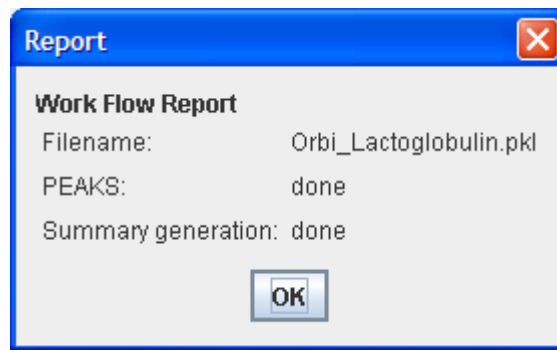 Report
Work Flow Report
Filename: Orbi_Lactoglobulin.pkl
PEAKS: done
Summary generation: done
OK